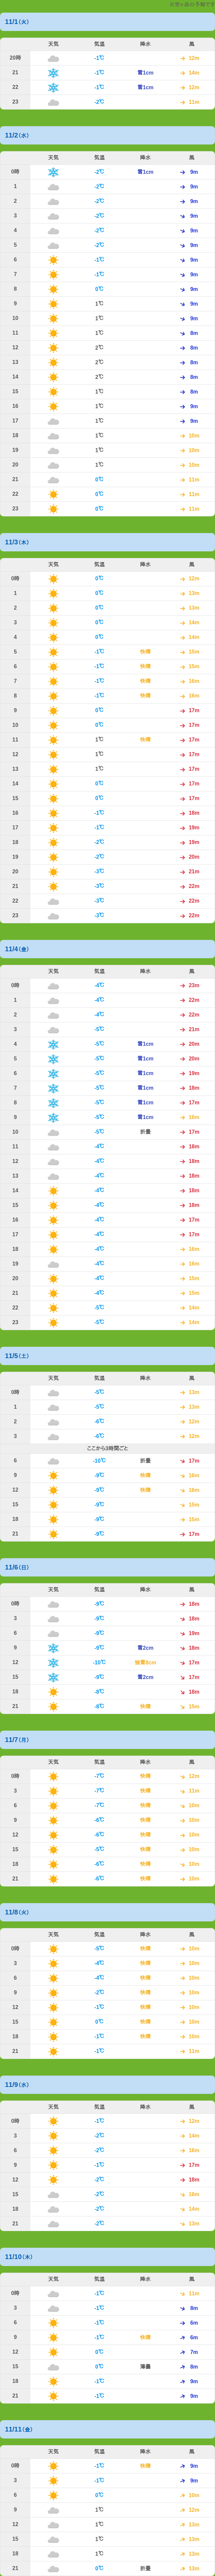 11/1(火)
天気 気温 降水 風
20時 -1℃ 12m
21 -1℃ 雪1cm 14m
22 -1℃ 雪1cm 12m
23 -2℃ 11m
11/2(水)
天気 気温 降水 風
0時 -2℃ 雪1cm 9m
1 -2℃ 9m
2 -2℃ 9m
3 -2℃ 9m
4 -2℃ 9m
5 -2℃ 9m
6 -1℃ 9m
7 -1℃ 9m
8 0℃ 9m
9 1℃ 9m
10 1℃ 9m
11 1℃ 8m
12 2℃ 8m
13 2℃ 8m
14 2℃ 8m
15 1℃ 8m
16 1℃ 9m
17 1℃ 9m
18 1℃ 10m
19 1℃ 10m
20 1℃ 10m
21 0℃ 11m
22 0℃ 11m
23 0℃ 11m
11/3(木)
天気 気温 降水 風
0時 0℃ 12m
1 0℃ 13m
2 0℃ 13m
3 0℃ 14m
4 0℃ 14m
5 -1℃ 快晴 15m
6 -1℃ 快晴 15m
7 -1℃ 快晴 16m
8 -1℃ 快晴 16m
9 0℃ 17m
10 0℃ 17m
11 1℃ 快晴 17m
12 1℃ 17m
13 1℃ 17m
14 0℃ 17m
15 0℃ 17m
16 -1℃ 18m
17 -1℃ 19m
18 -2℃ 19m
19 -2℃ 20m
20 -3℃ 21m
21 -3℃ 22m
22 -3℃ 22m
23 -3℃ 22m
11/4(金)
天気 気温 降水 風
0時 -4℃ 23m
1 -4℃ 22m
2 -4℃ 22m
3 -5℃ 21m
4 -5℃ 雪1cm 20m
5 -5℃ 雪1cm 20m
6 -5℃ 雪1cm 19m
7 -5℃ 雪1cm 18m
8 -5℃ 雪1cm 17m
9 -5℃ 雪1cm 16m
10 -5℃ 折曇 17m
11 -4℃ 18m
12 -4℃ 18m
13 -4℃ 18m
14 -4℃ 18m
15 -4℃ 18m
16 -4℃ 17m
17 -4℃ 17m
18 -4℃ 16m
19 -4℃ 16m
20 -4℃ 15m
21 -4℃ 15m
22 -5℃ 14m
23 -5℃ 14m
11/5(土)
天気 気温 降水 風
0時 -5℃ 13m
1 -5℃ 13m
2 -6℃ 12m
3 -6℃ 12m
ここから3時間ごと
6 -10℃ 折曇 17m
9 -9℃ 快晴 16m
12 -9℃ 快晴 16m
15 -9℃ 15m
18 -9℃ 15m
21 -9℃ 17m
11/6(日)
天気 気温 降水 風
0時 -9℃ 18m
3 -9℃ 18m
6 -9℃ 19m
9 -9℃ 雪2cm 18m
12 -10℃ 17m
15 -9℃ 雪2cm 17m
18 -8℃ 18m
21 -8℃ 快晴 15m
11/7(月)
天気 気温 降水 風
0時 -7℃ 快晴 12m
3 -7℃ 快晴 11m
6 -7℃ 快晴 10m
9 -6℃ 快晴 10m
12 -6℃ 快晴 10m
15 -5℃ 快晴 10m
18 -6℃ 快晴 10m
21 -6℃ 快晴 10m
11/8(火)
天気 気温 降水 風
0時 -5℃ 快晴 10m
3 -4℃ 快晴 10m
6 -4℃ 快晴 10m
9 -2℃ 快晴 10m
12 -1℃ 快晴 10m
15 0℃ 快晴 10m
18 -1℃ 快晴 10m
21 -1℃ 11m
11/9(水)
天気 気温 降水 風
0時 -1℃ 12m
3 -2℃ 14m
6 -2℃ 16m
9 -1℃ 17m
12 -2℃ 18m
15 -2℃ 16m
18 -2℃ 14m
21 -2℃ 13m
11/10(木)
天気 気温 降水 風
0時 -1℃ 11m
3 -1℃ 8m
6 -1℃ 6m
9 -1℃ 快晴 6m
12 0℃ 7m
15 0℃ 薄曇 8m
18 -1℃ 9m
21 -1℃ 9m
11/11(金)
天気 気温 降水 風
0時 -1℃ 快晴 9m
3 -1℃ 9m
6 0℃ 10m
9 1℃ 12m
12 1℃ 13m
15 1℃ 13m
18 1℃ 13m
21 0℃ 折曇 13m